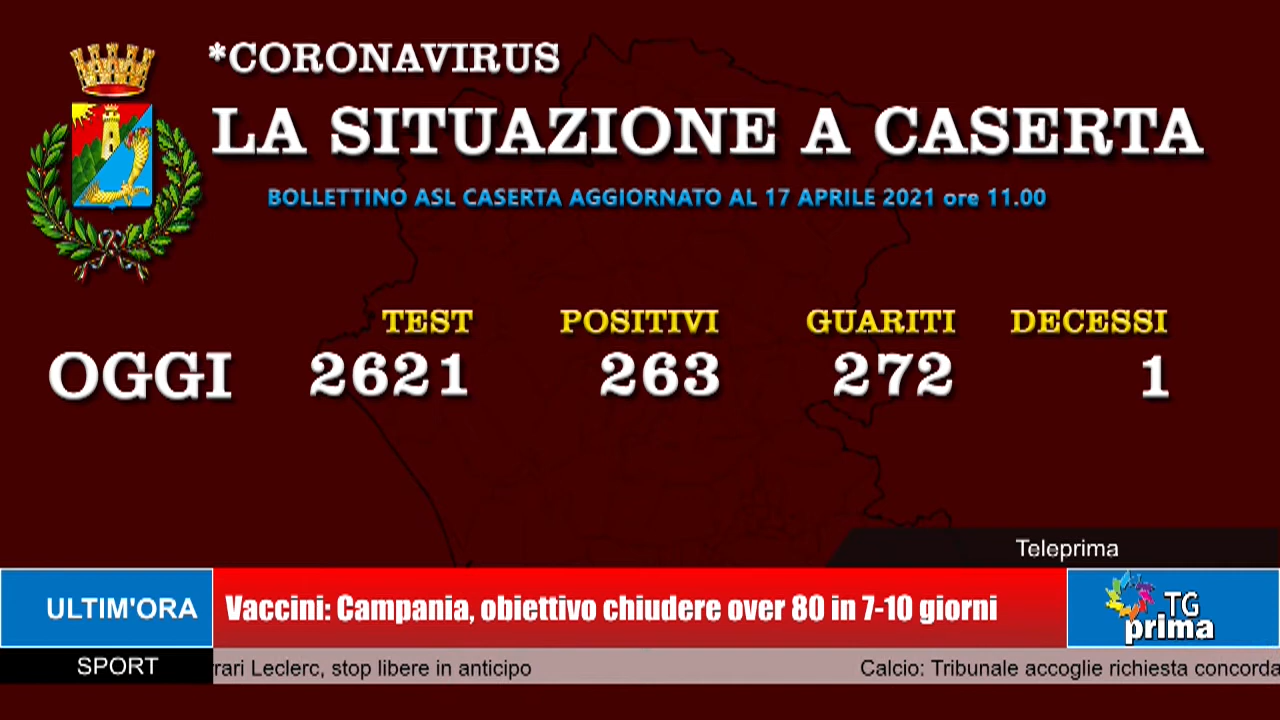 *CORONAVIRUS
LA SITUAZIONE A CASERTA
BOLLETTINO ASL CASERTA AGGIORNATO AL 17 APRILE 2021 ore 11.00
TEST POSITIVI GUARITI DECESSI
OGGI 2621 263 272 1
Teleprima
ULTIM'ORA Vaccini: Campania, obiettivo chiudere over 80 in 7-10 giorni
TG prima
SPORT rrari Leclerc, stop libere in anticipo Calcio: Tribunale accoglie richiesta concorda